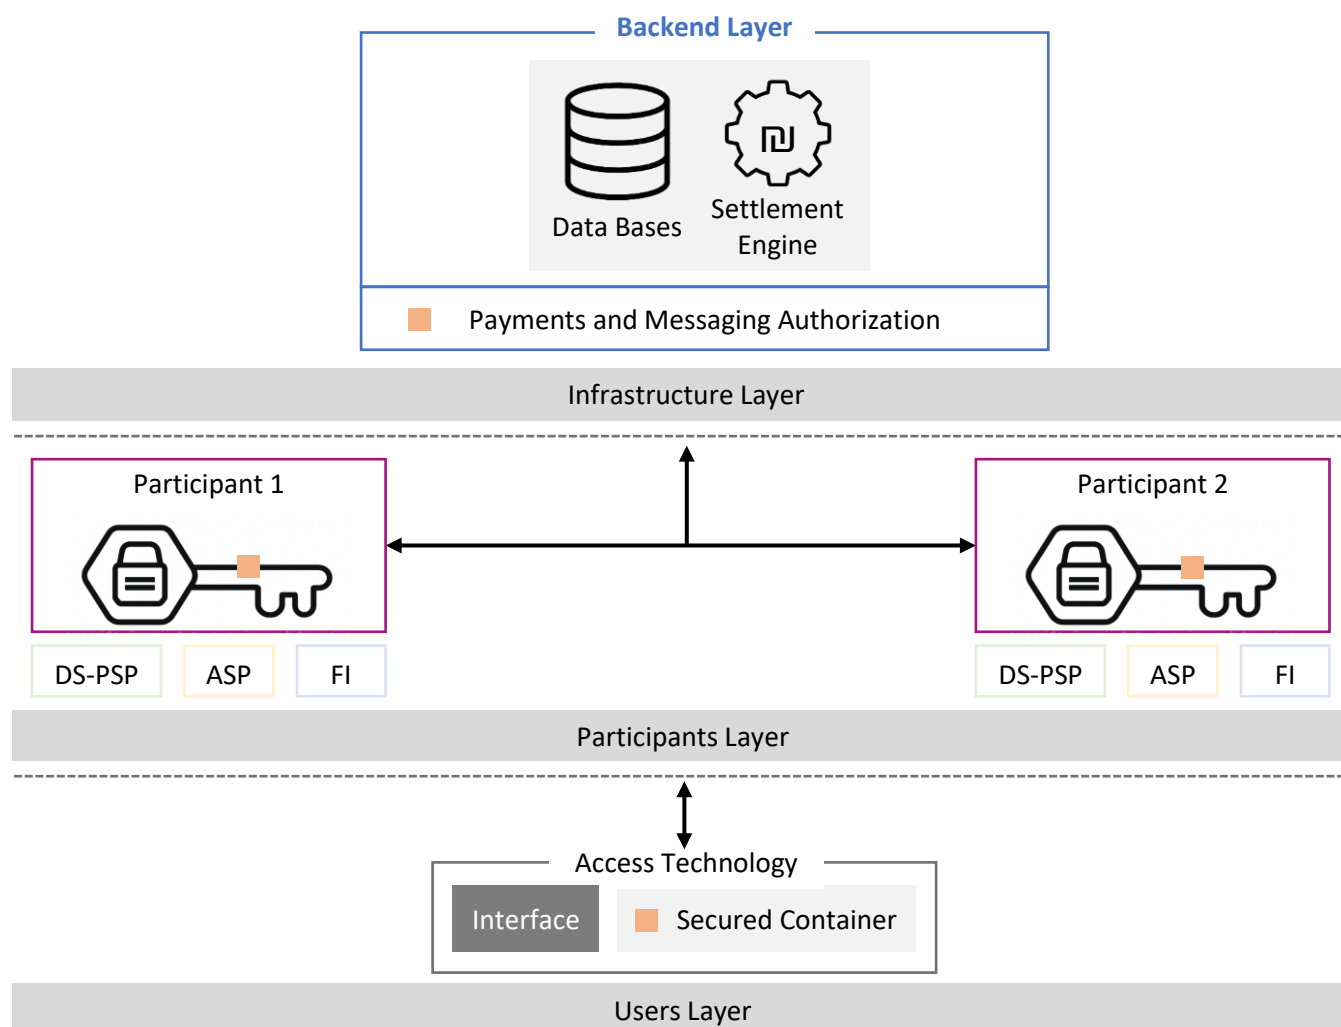 Backend Layer
₪
Data Bases
Settlement
Engine
Payments and Messaging Authorization
Infrastructure Layer
Participant 1
Participant 2
DS-PSP
ASP
FI
DS-PSP
ASP
FI
Participants Layer
Access Technology
Interface
Secured Container
Users Layer